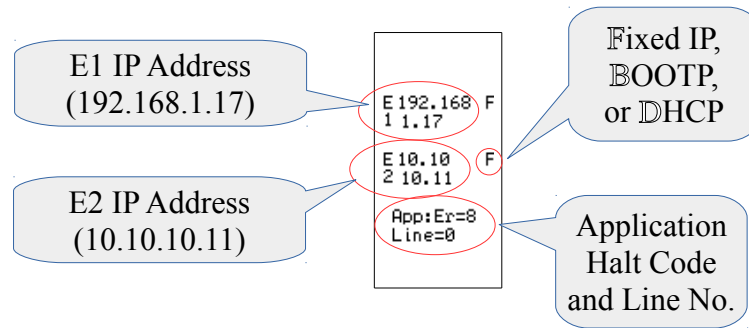 E1 IP Address
(192.168.1.17)
E2 IP Address
(10.10.10.11)
E192.168 F
1 1.17
E10.10 F
2 10.11
App:Er=8
Line=0
𝔽ixed IP,
𝔹OOTP,
or 𝔻HCP
Application
Halt Code
and Line No.